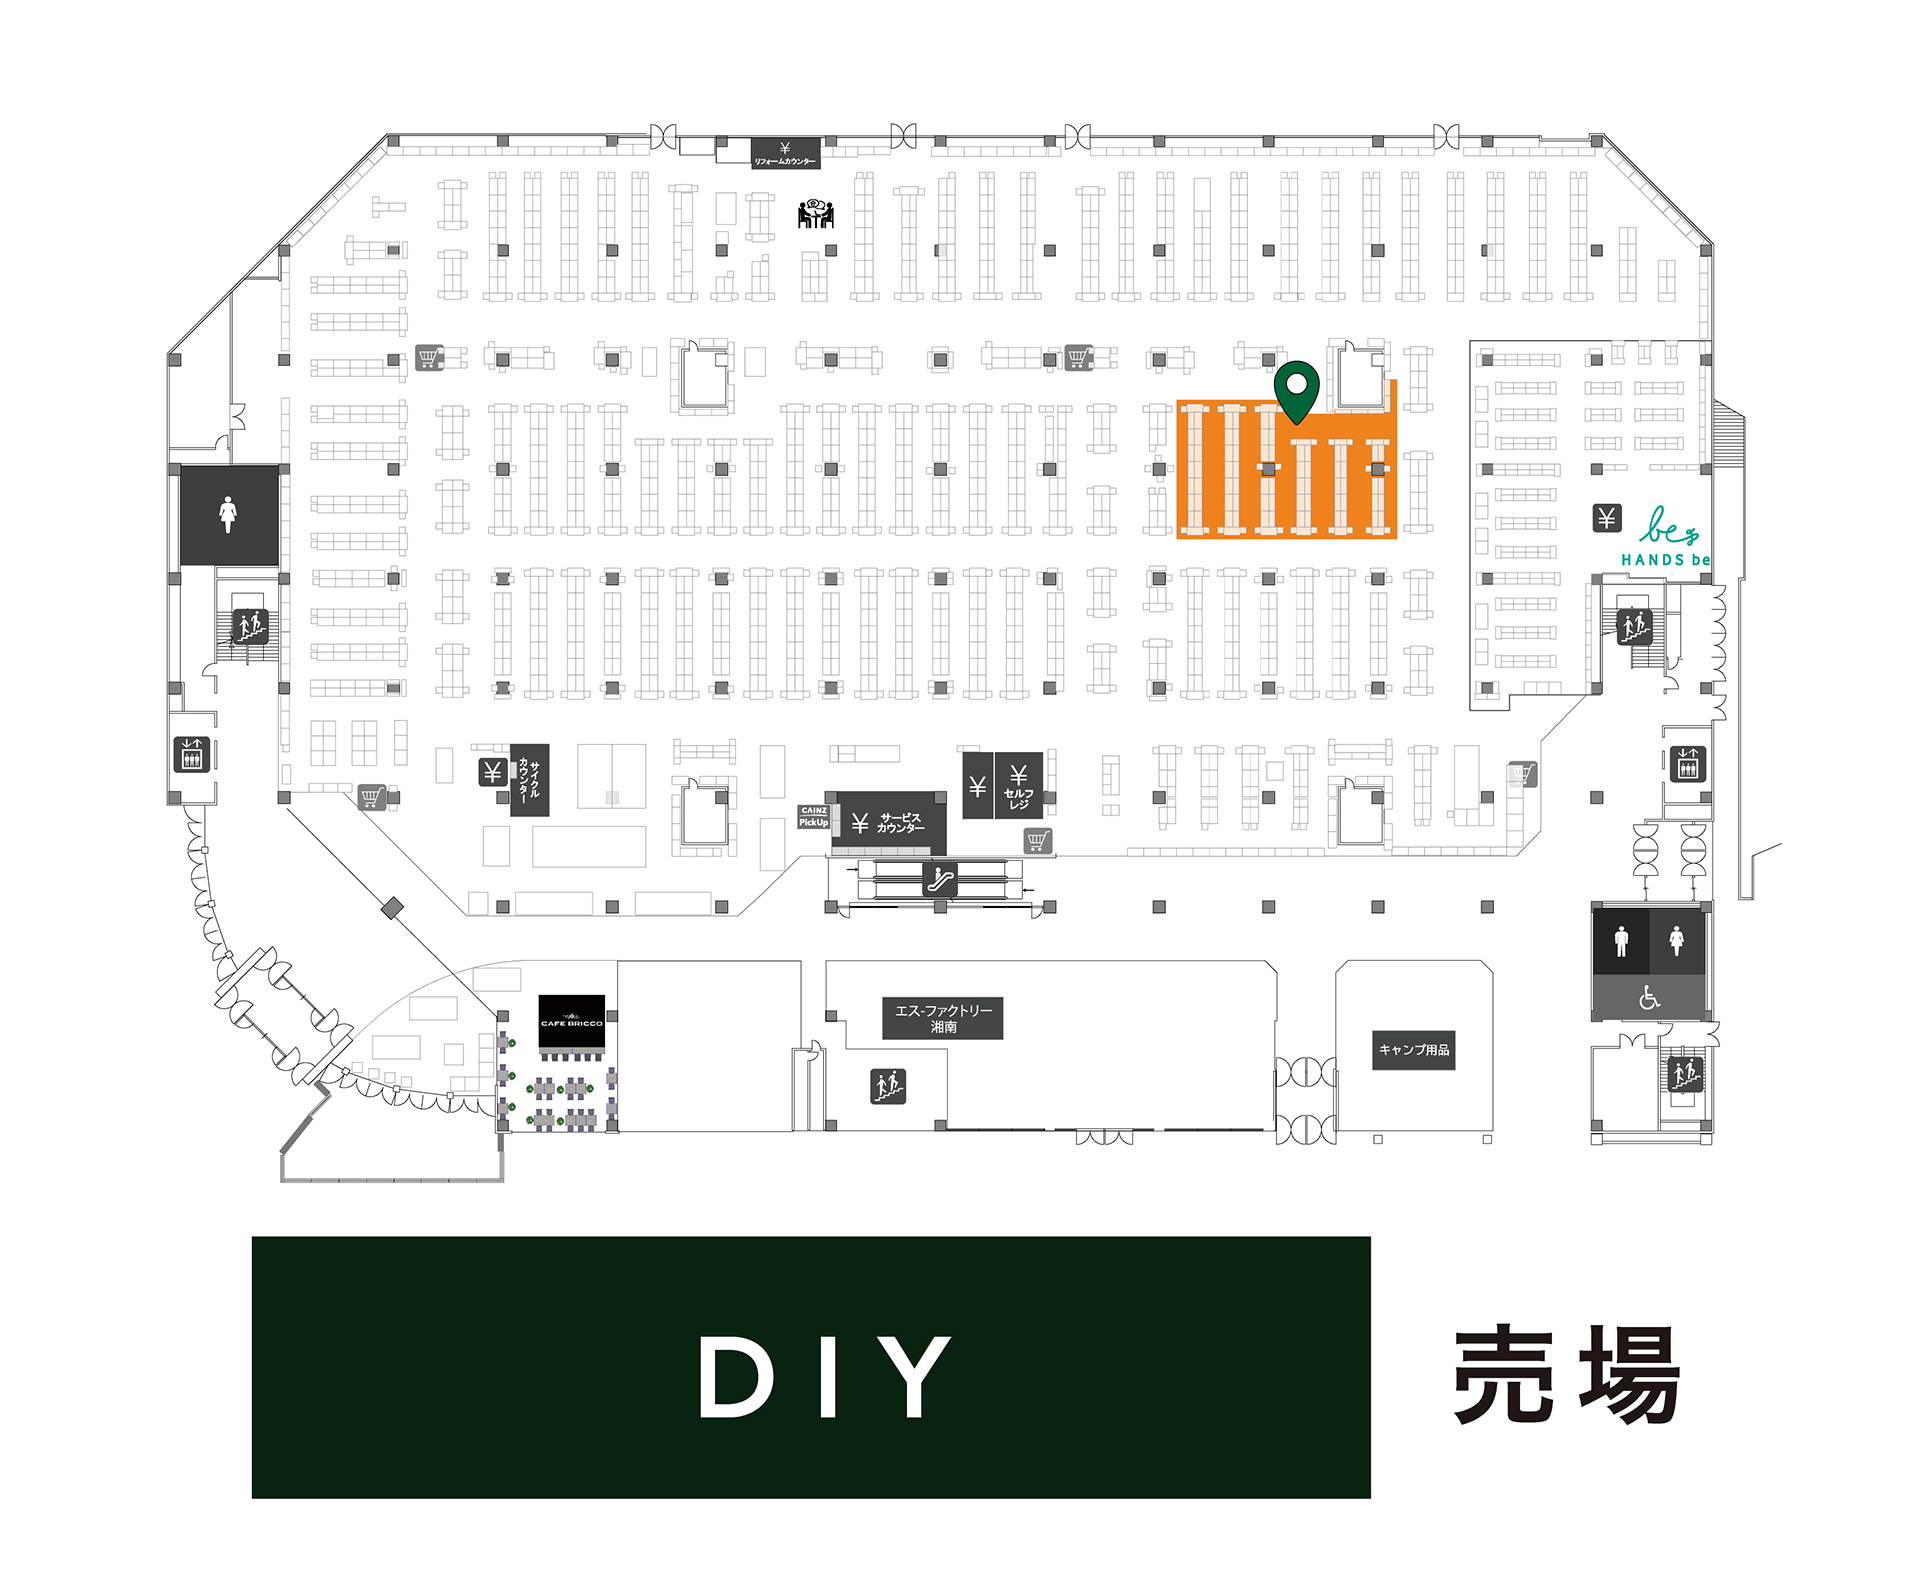 ¥
リフォームカウンター
¥
be
HANDS be
¥
サイクル
カウンター
CAINZ
PickUp
¥
サービス
カウンター
¥
¥
セルフ
レジ
CAFE BRICCO
エス-ファクトリー
湘南
キャンプ用品
DIY
売場